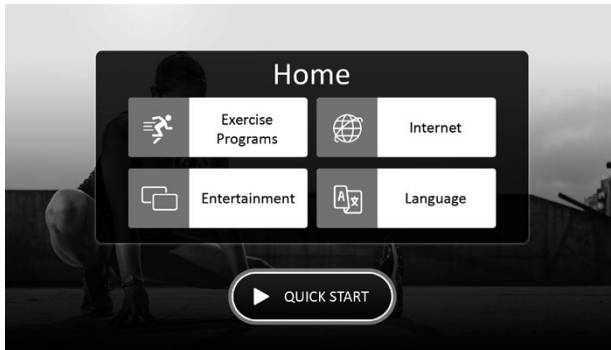 Home
Exercise
Programs
Internet
Entertainment
Language
QUICK START